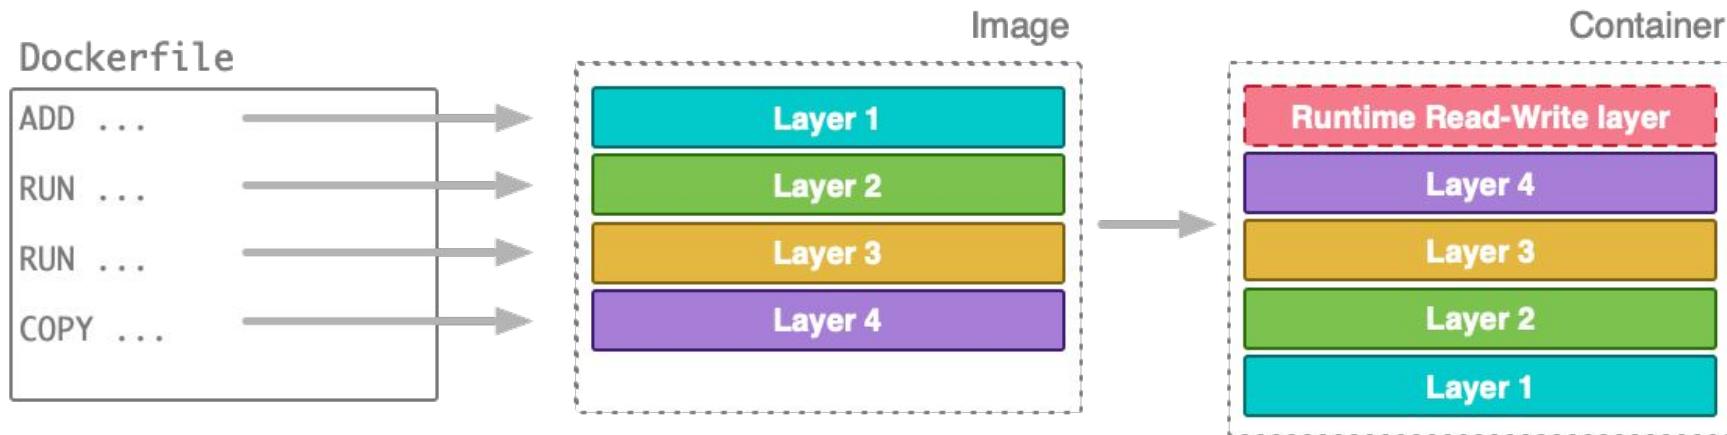 Dockerfile
ADD ...
RUN ...
RUN ...
COPY ...
Image
Layer 1
Layer 2
Layer 3
Layer 4
Container
Runtime Read-Write layer
Layer 4
Layer 3
Layer 2
Layer 1